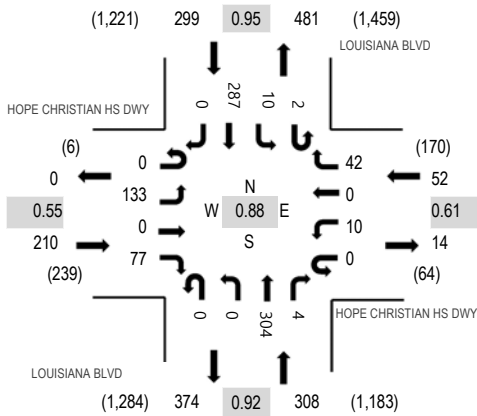 (1,221) 299 0.95 481 (1,459)
LOUISIANA BLVD
HOPE CHRISTIAN HS DWY
0 287 10 2
(6) 0 42 (170)
0 133 N 0 52
0.55 0 W 0.88 E 10 0.61
210 77 S 0 14
(239) (64)
0 0 304 4
HOPE CHRISTIAN HS DWY
LOUISIANA BLVD
(1,284) 374 0.92 308 (1,183)